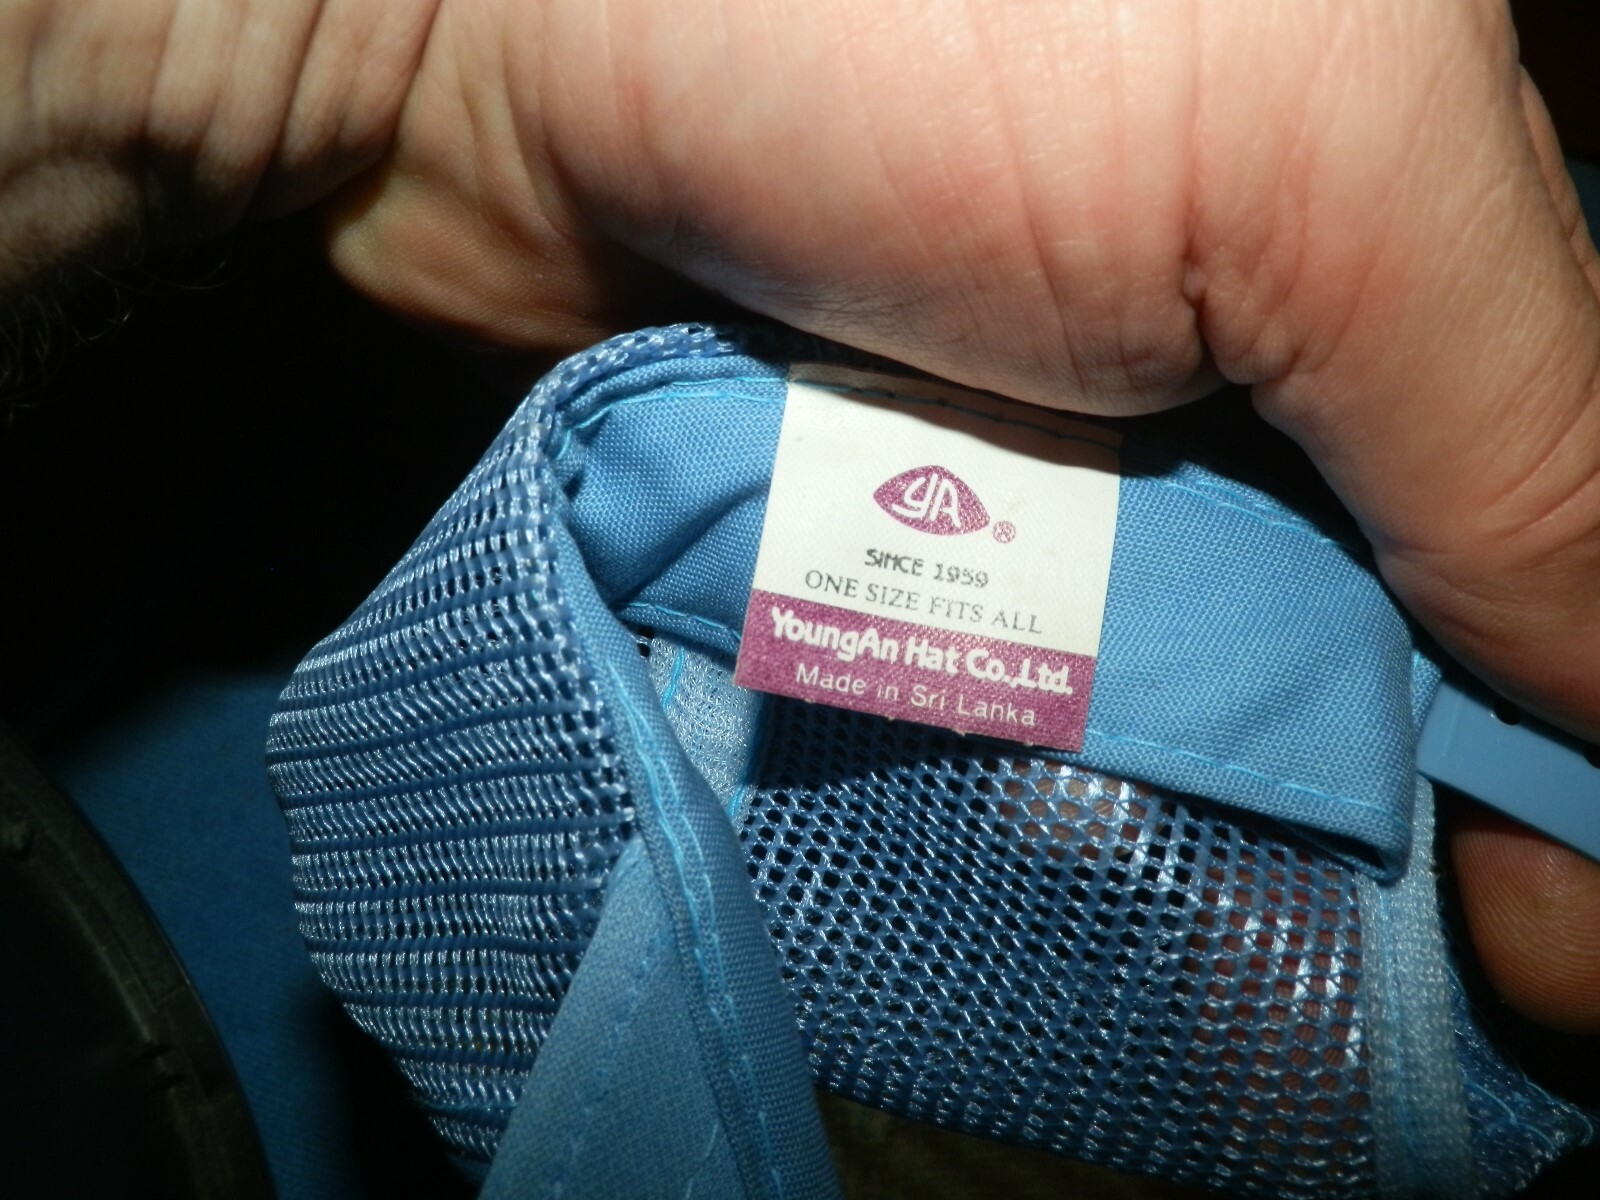 YA ®
SINCE 1959
ONE SIZE FITS ALL
YoungAn Hat Co.,Ltd.
Made in Sri Lanka